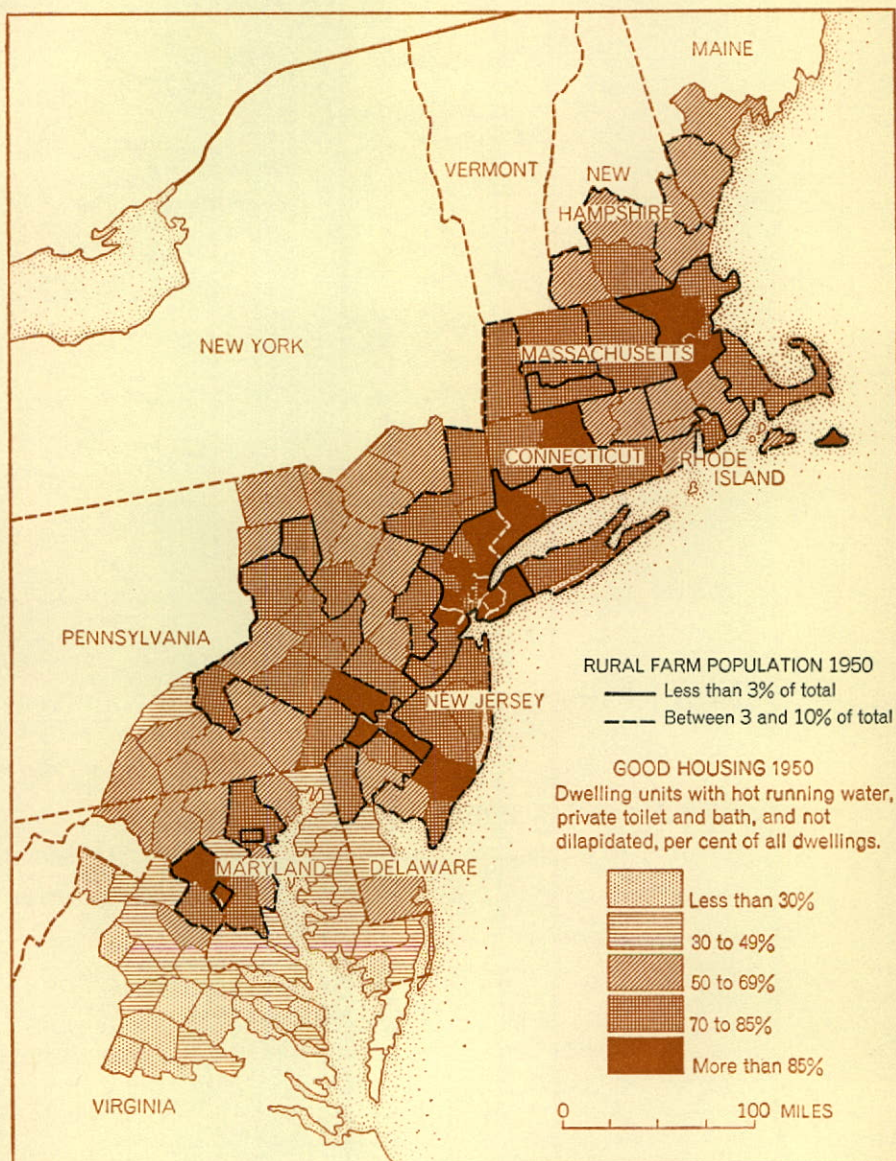 MAINE
VERMONT
NEW
HAMPSHIRE
NEW YORK
MASSACHUSETTS
CONNECTICUT
RHODE
ISLAND
PENNSYLVANIA
NEW JERSEY
MARYLAND
DELAWARE
VIRGINIA
RURAL FARM POPULATION 1950
Less than 3% of total
Between 3 and 10% of total
GOOD HOUSING 1950
Dwelling units with hot running water,
private toilet and bath, and not
dilapidated, per cent of all dwellings.
Less than 30%
30 to 49%
50 to 69%
70 to 85%
More than 85%
0 100 MILES